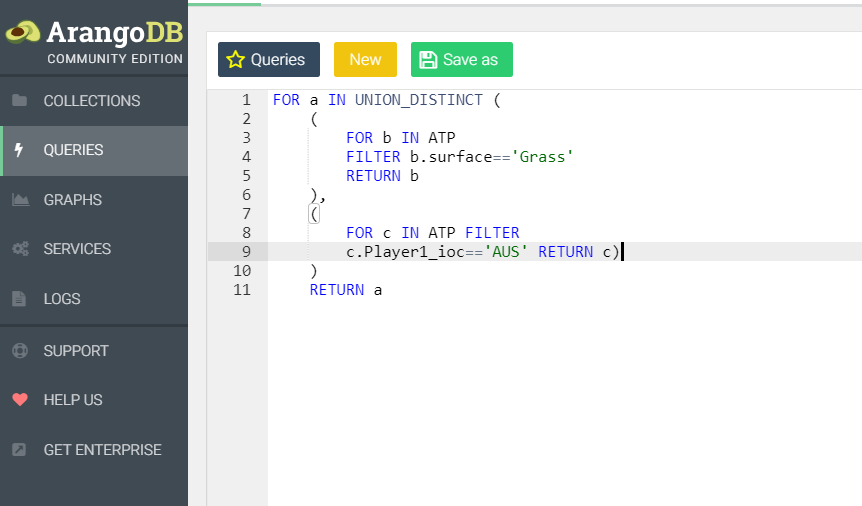 ArangoDB
COMMUNITY EDITION
COLLECTIONS
QUERIES
GRAPHS
SERVICES
LOGS
SUPPORT
HELP US
GET ENTERPRISE
Queries New Save as
1 FOR a IN UNION_DISTINCT (
2 (
3 FOR b IN ATP
4 FILTER b.surface=='Grass'
5 RETURN b
6 ),
7 (
8 FOR c IN ATP FILTER
9 c.Player1_ioc=='AUS' RETURN c)
10 )
11 RETURN a